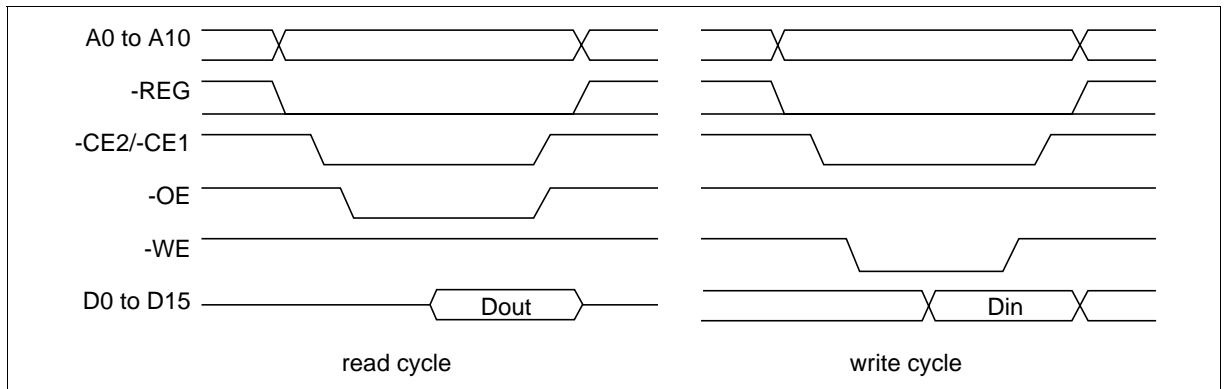 A0 to A10
-REG
-CE2/-CE1
-OE
-WE
D0 to D15
Dout
Din
read cycle
write cycle